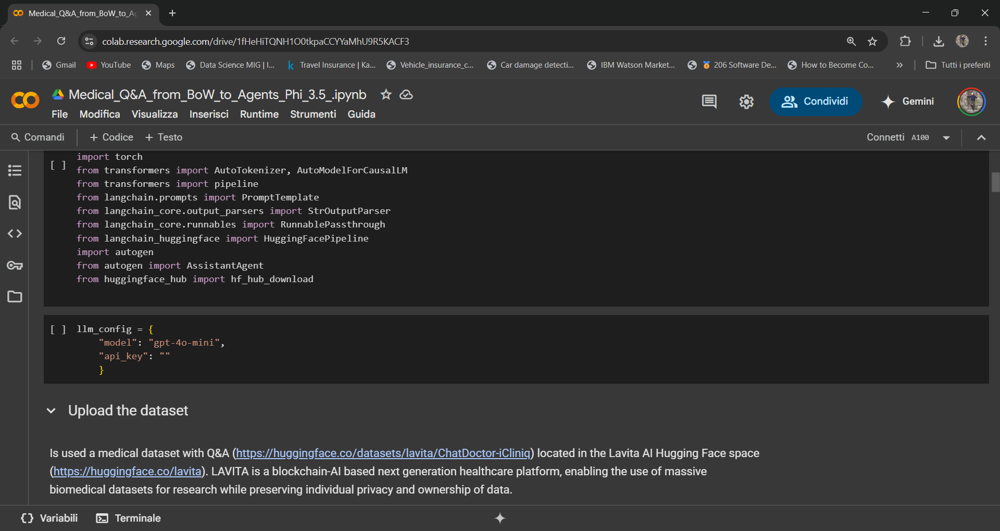 Medical_Q&A_from_BoW_to_Ag
colab.research.google.com/drive/1fHeHiTQNH1O0tkpaCCYYaMhU9R5KACF3
Gmail YouTube Maps Data Science MIG | I... Travel Insurance | Ka... Vehicle_insurance_c... Car damage detecti... IBM Watson Market... 206 Software De... How to Become Co... » Tutti i preferiti
Medical_Q&A_from_BoW_to_Agents_Phi_3.5_.ipynb
Condividi
Gemini
File Modifica Visualizza Inserisci Runtime Strumenti Guida
Comandi + Codice + Testo Connetti A100
[ ] import torch
from transformers import AutoTokenizer, AutoModelForCausalLM
from transformers import pipeline
from langchain.prompts import PromptTemplate
from langchain_core.output_parsers import StrOutputParser
from langchain_core.runnables import RunnablePassthrough
from langchain_huggingface import HuggingFacePipeline
import autogen
from autogen import AssistantAgent
from huggingface_hub import hf_hub_download
[ ] llm_config = {
"model": "gpt-4o-mini",
"api_key": ""
}
Upload the dataset
Is used a medical dataset with Q&A (https://huggingface.co/datasets/lavita/ChatDoctor-iCliniq) located in the Lavita AI Hugging Face space
(https://huggingface.co/lavita). LAVITA is a blockchain-AI based next generation healthcare platform, enabling the use of massive
biomedical datasets for research while preserving individual privacy and ownership of data.
{} Variabili Terminale